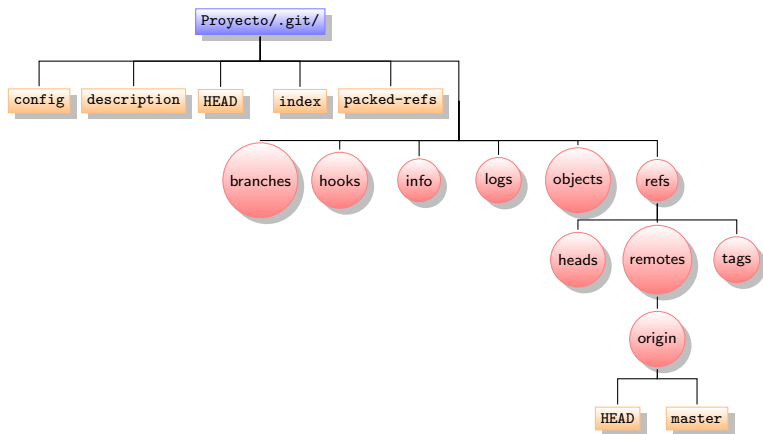 Proyecto/.git/
config description HEAD index packed-refs
branches hooks info logs objects refs
heads remotes tags
origin
HEAD master